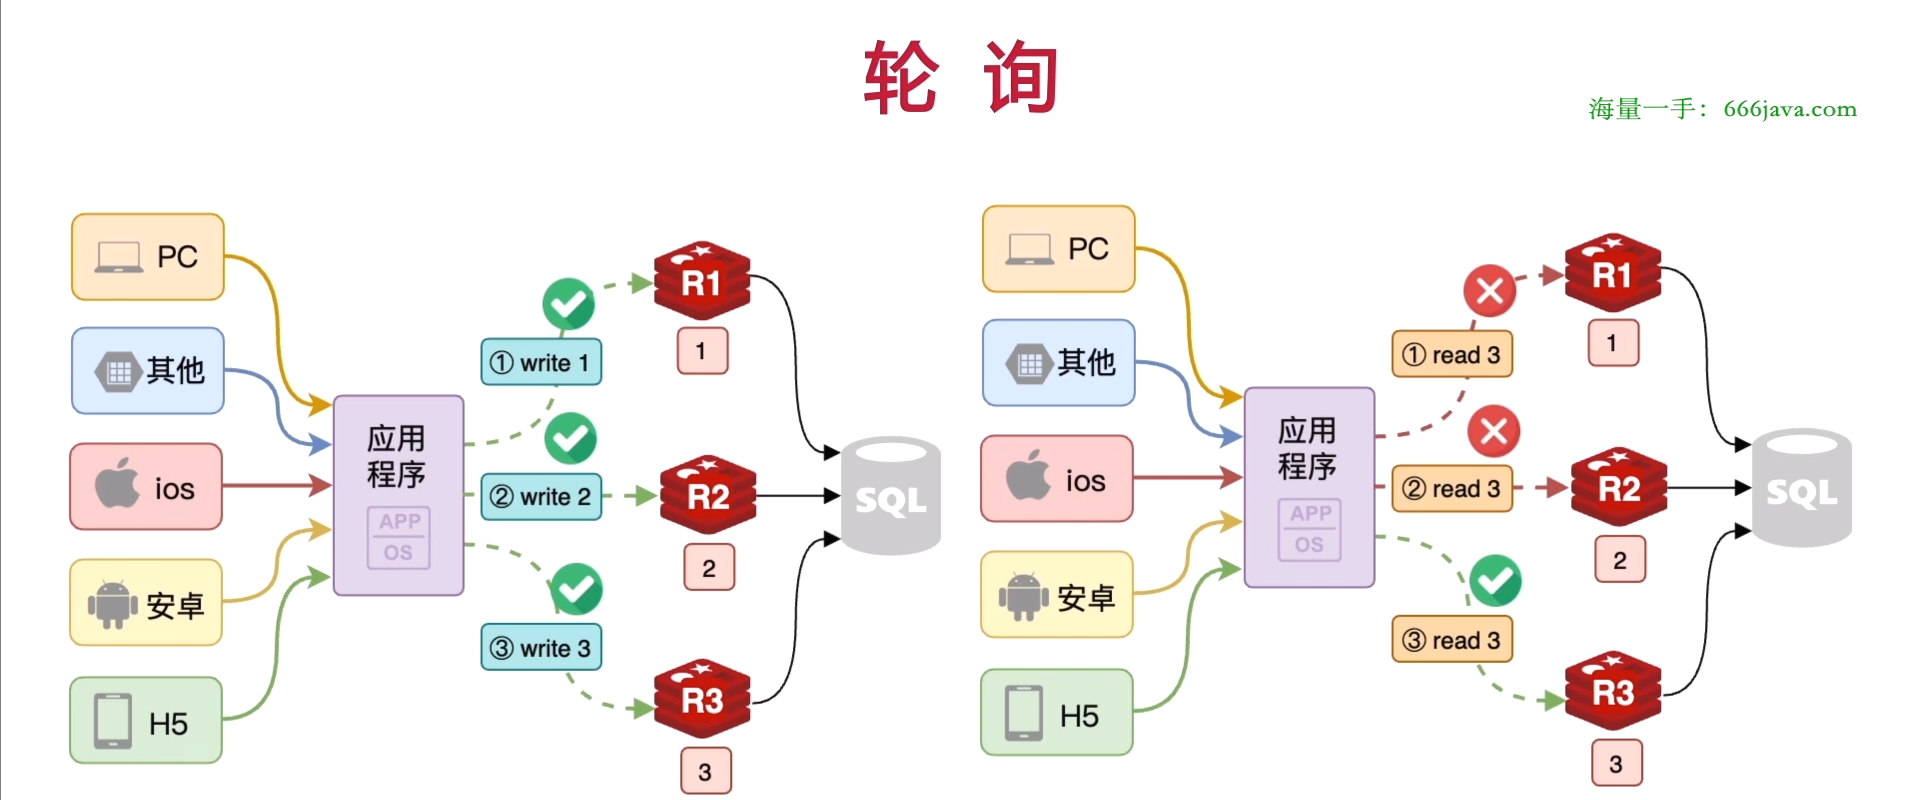 轮 询
海量一手：666java.com
PC
其他
ios
安卓
H5
应用
程序
APP
OS
① write 1
② write 2
③ write 3
R1
1
R2
2
R3
3
SQL
PC
其他
ios
安卓
H5
应用
程序
APP
OS
① read 3
② read 3
③ read 3
R1
1
R2
2
R3
3
SQL